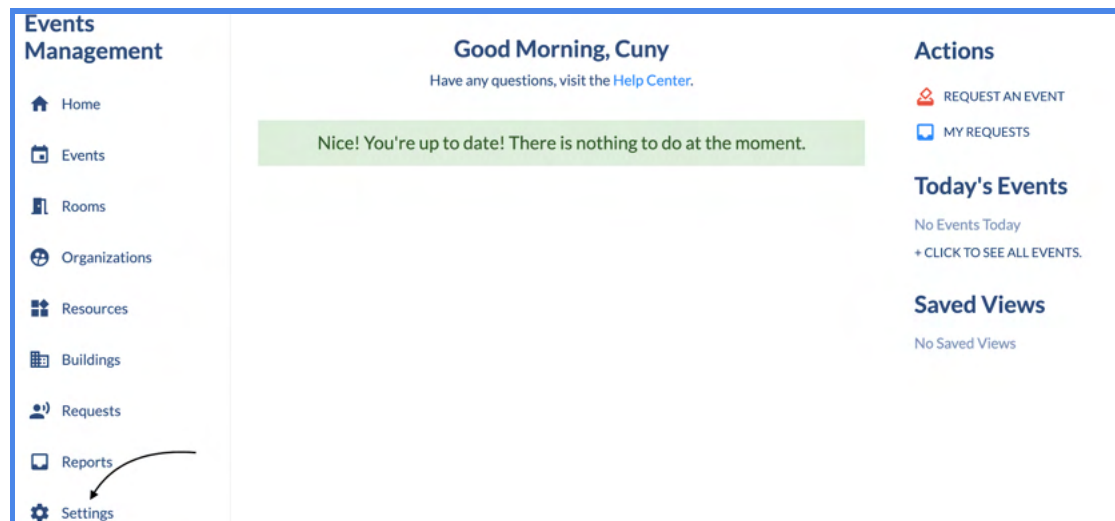 Events
Management
Home
Events
Rooms
Organizations
Resources
Buildings
Requests
Reports
Settings
Good Morning, Cuny
Have any questions, visit the Help Center.
Nice! You're up to date! There is nothing to do at the moment.
Actions
REQUEST AN EVENT
MY REQUESTS
Today's Events
No Events Today
+ CLICK TO SEE ALL EVENTS.
Saved Views
No Saved Views